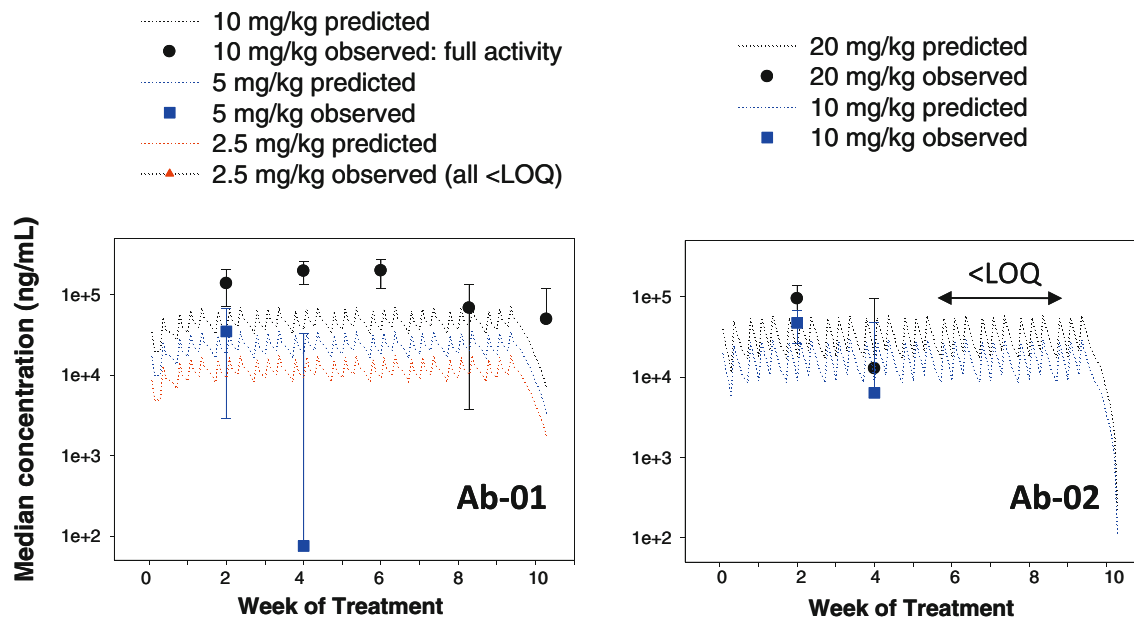 10 mg/kg predicted
10 mg/kg observed: full activity
5 mg/kg predicted
5 mg/kg observed
2.5 mg/kg predicted
2.5 mg/kg observed (all <LOQ)
20 mg/kg predicted
20 mg/kg observed
10 mg/kg predicted
10 mg/kg observed
Median concentration (ng/mL)
1e+5
1e+4
1e+3
1e+2
Ab-01
0 2 4 6 8 10
Week of Treatment
<LOQ
1e+5
1e+4
1e+3
1e+2
Ab-02
0 2 4 6 8 10
Week of Treatment